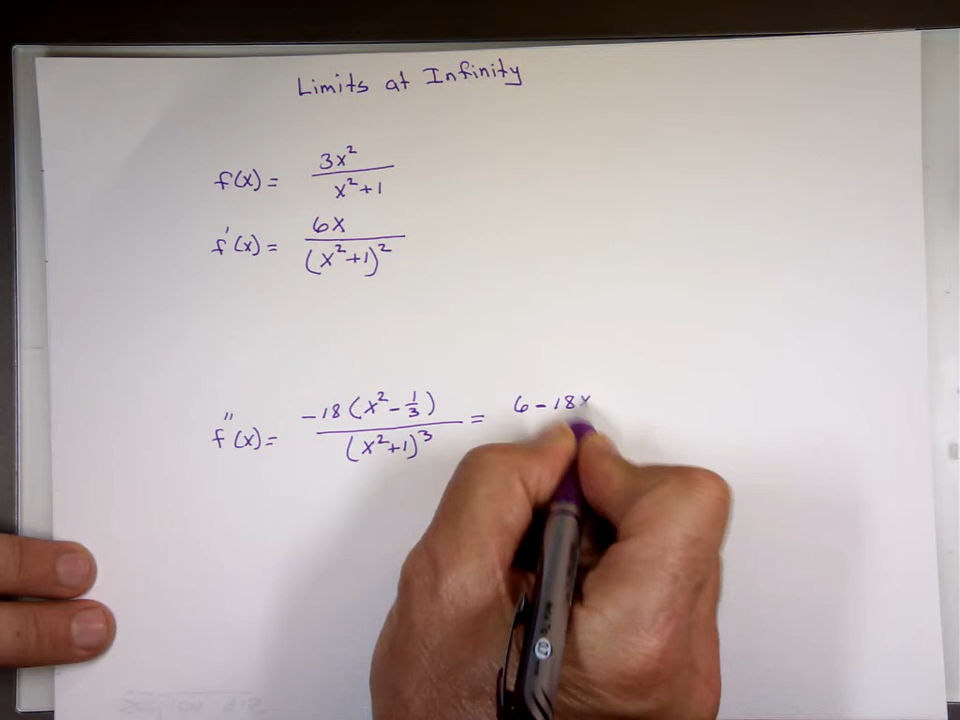 Limits at Infinity
f(x) = 3x²/(x²+1)
f'(x) = 6x/(x²+1)²
f''(x) = -18(x² - 1/3)/(x²+1)³ = 6 - 18x